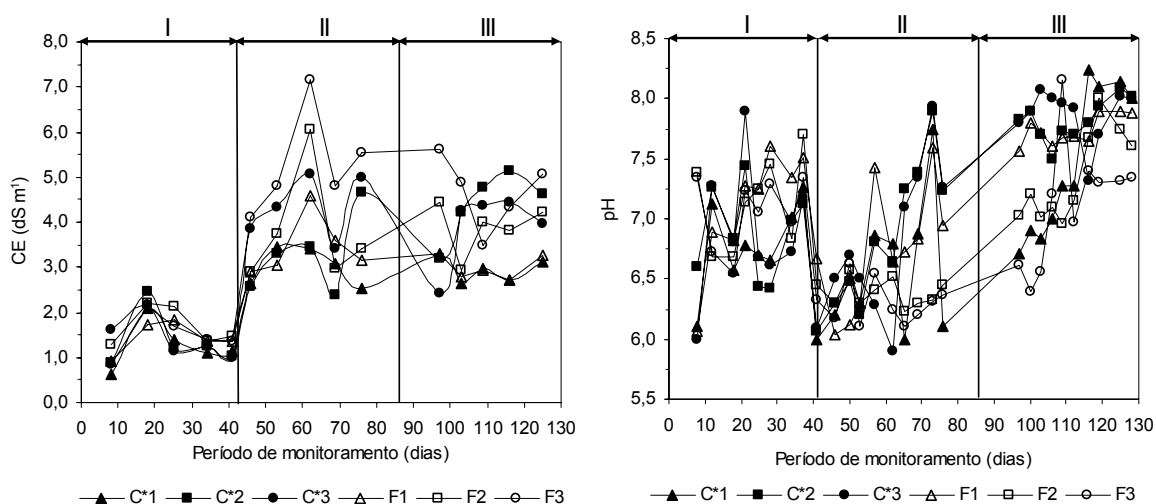 I II III
8,0
7,0
6,0
5,0
4,0
3,0
2,0
1,0
0,0
CE (dS m¹)
0 10 20 30 40 50 60 70 80 90 100 110 120 130
Período de monitoramento (dias)
C*1 C*2 C*3 F1 F2 F3
I II III
8,5
8,0
7,5
7,0
6,5
6,0
5,5
pH
0 10 20 30 40 50 60 70 80 90 100 110 120 130
Período de monitoramento (dias)
C*1 C*2 C*3 F1 F2 F3